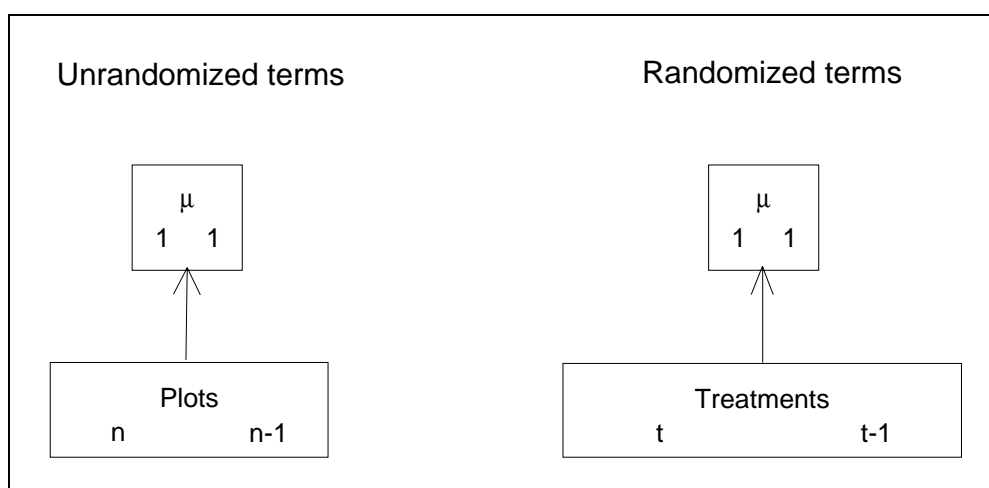 Unrandomized terms
Randomized terms
μ
1 1
Plots
n n-1
μ
1 1
Treatments
t t-1